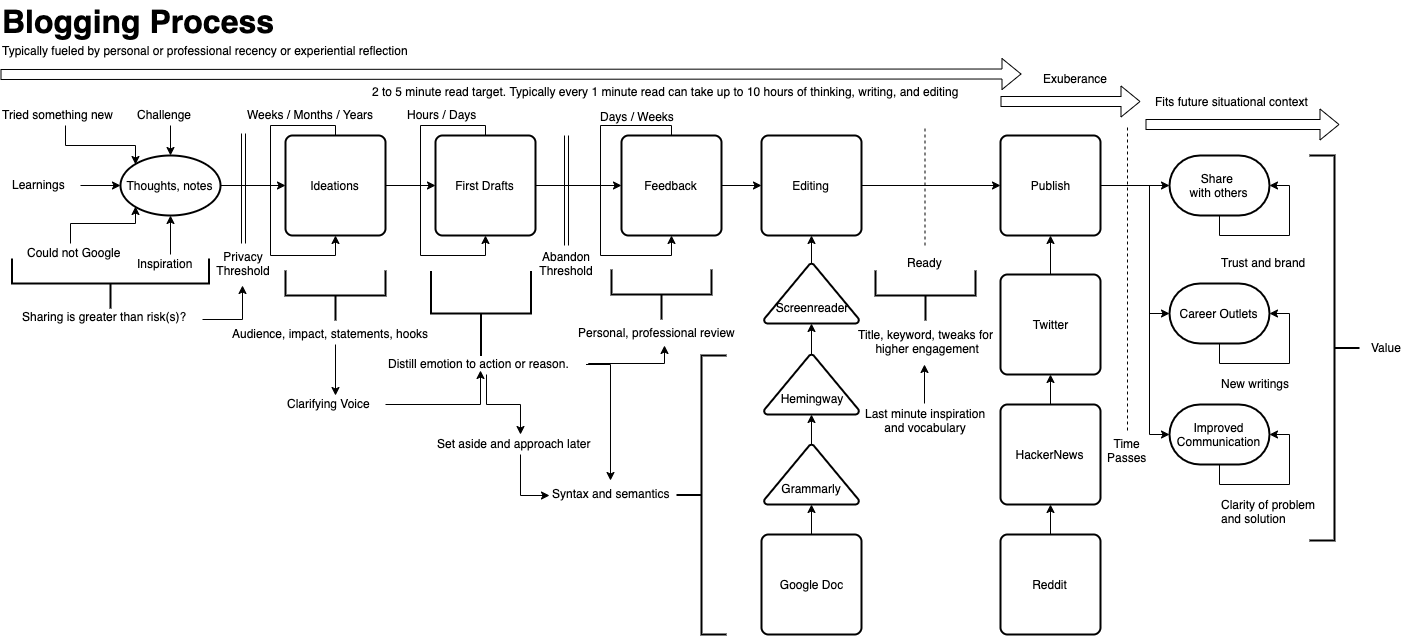 Blogging Process
Typically fueled by personal or professional recency or experiential reflection
Exuberance
2 to 5 minute read target. Typically every 1 minute read can take up to 10 hours of thinking, writing, and editing
Fits future situational context
Tried something new
Challenge
Weeks / Months / Years
Hours / Days
Days / Weeks
Learnings
Thoughts, notes
Ideations
First Drafts
Feedback
Editing
Publish
Share
with others
Could not Google
Inspiration
Privacy
Threshold
Abandon
Threshold
Ready
Trust and brand
Sharing is greater than risk(s)?
Audience, impact, statements, hooks
Personal, professional review
Screenreader
Title, keyword, tweaks for
higher engagement
Twitter
Career Outlets
Value
Distill emotion to action or reason.
New writings
Clarifying Voice
Hemingway
Last minute inspiration
and vocabulary
Set aside and approach later
HackerNews
Time
Passes
Improved
Communication
Syntax and semantics
Grammarly
Clarity of problem
and solution
Google Doc
Reddit